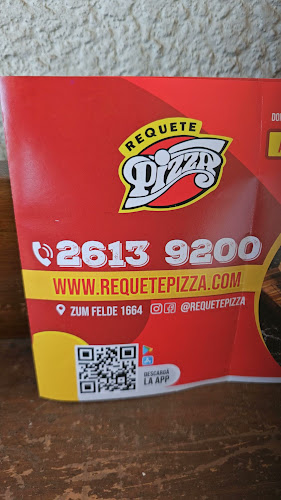 REQUETE
PIZZA
2613 9200
WWW.REQUETEPIZZA.COM
ZUM FELDE 1664 @REQUETEPIZZA
DESCARGÁ
LA APP